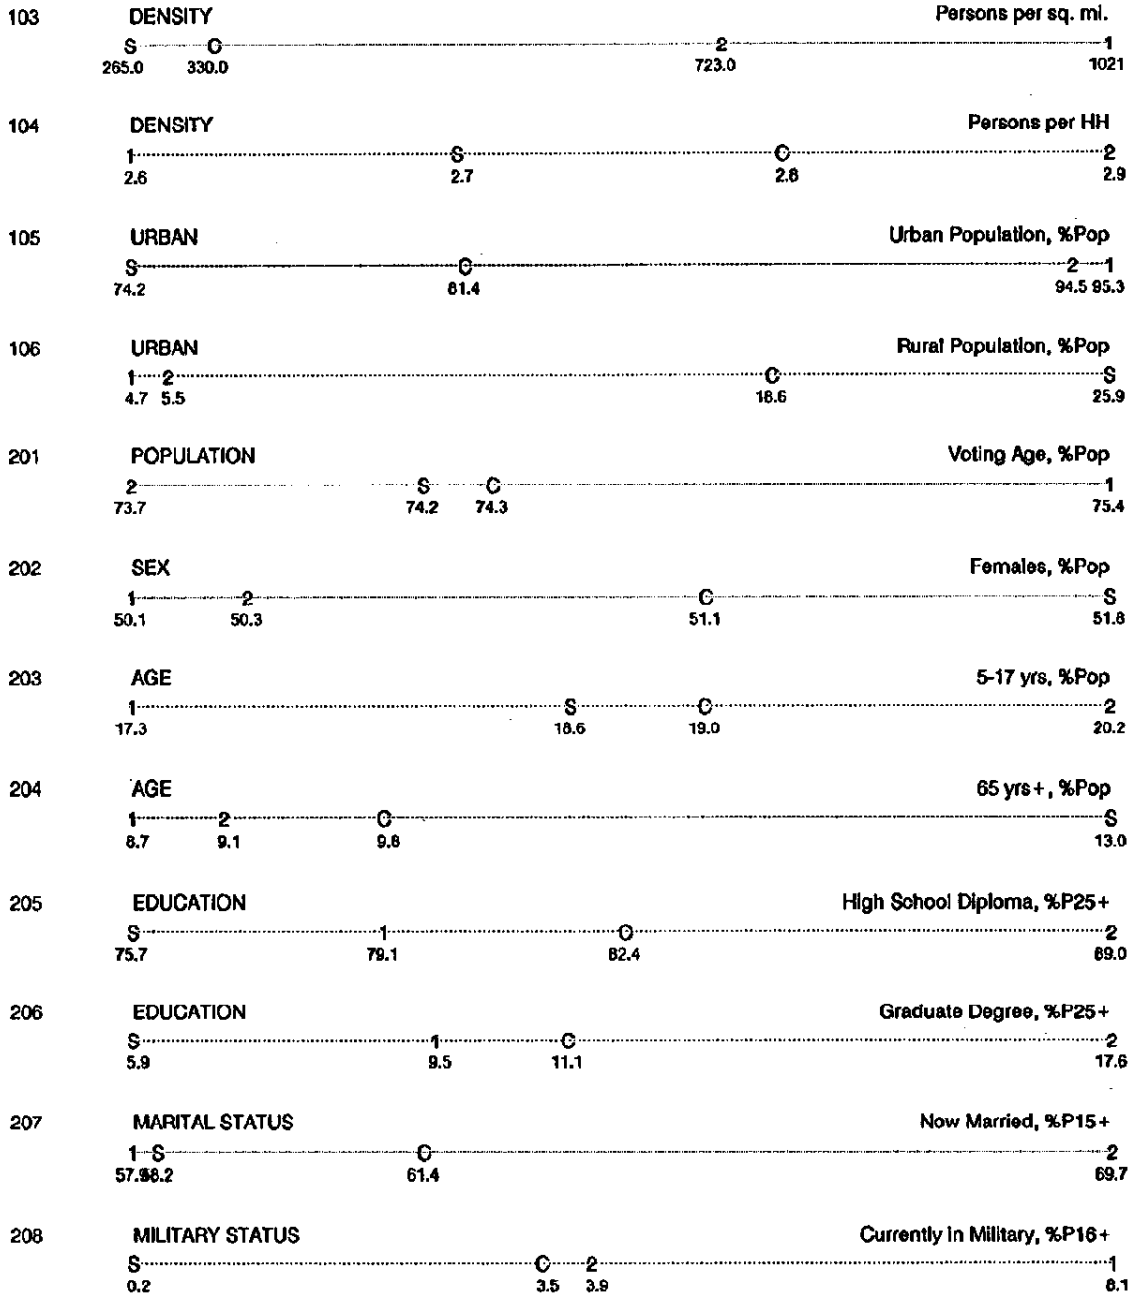 103 DENSITY Persons per sq. mi.
S C 2 1
265.0 330.0 723.0 1021
104 DENSITY Persons per HH
1 S C 2
2.6 2.7 2.8 2.9
105 URBAN Urban Population, %Pop
S C 2 1
74.2 81.4 94.5 95.3
106 URBAN Rural Population, %Pop
1 2 C S
4.7 5.5 18.6 25.9
201 POPULATION Voting Age, %Pop
2 S C 1
73.7 74.2 74.3 75.4
202 SEX Females, %Pop
1 2 C S
50.1 50.3 51.1 51.8
203 AGE 5-17 yrs, %Pop
1 S C 2
17.3 18.6 19.0 20.2
204 AGE 65 yrs+, %Pop
1 2 C S
8.7 9.1 9.8 13.0
205 EDUCATION High School Diploma, %P25+
S 1 C 2
75.7 79.1 82.4 89.0
206 EDUCATION Graduate Degree, %P25+
S 1 C 2
5.9 9.5 11.1 17.6
207 MARITAL STATUS Now Married, %P15+
1 S C 2
57.9 58.2 61.4 69.7
208 MILITARY STATUS Currently in Military, %P16+
S C 2 1
0.2 3.5 3.9 8.1